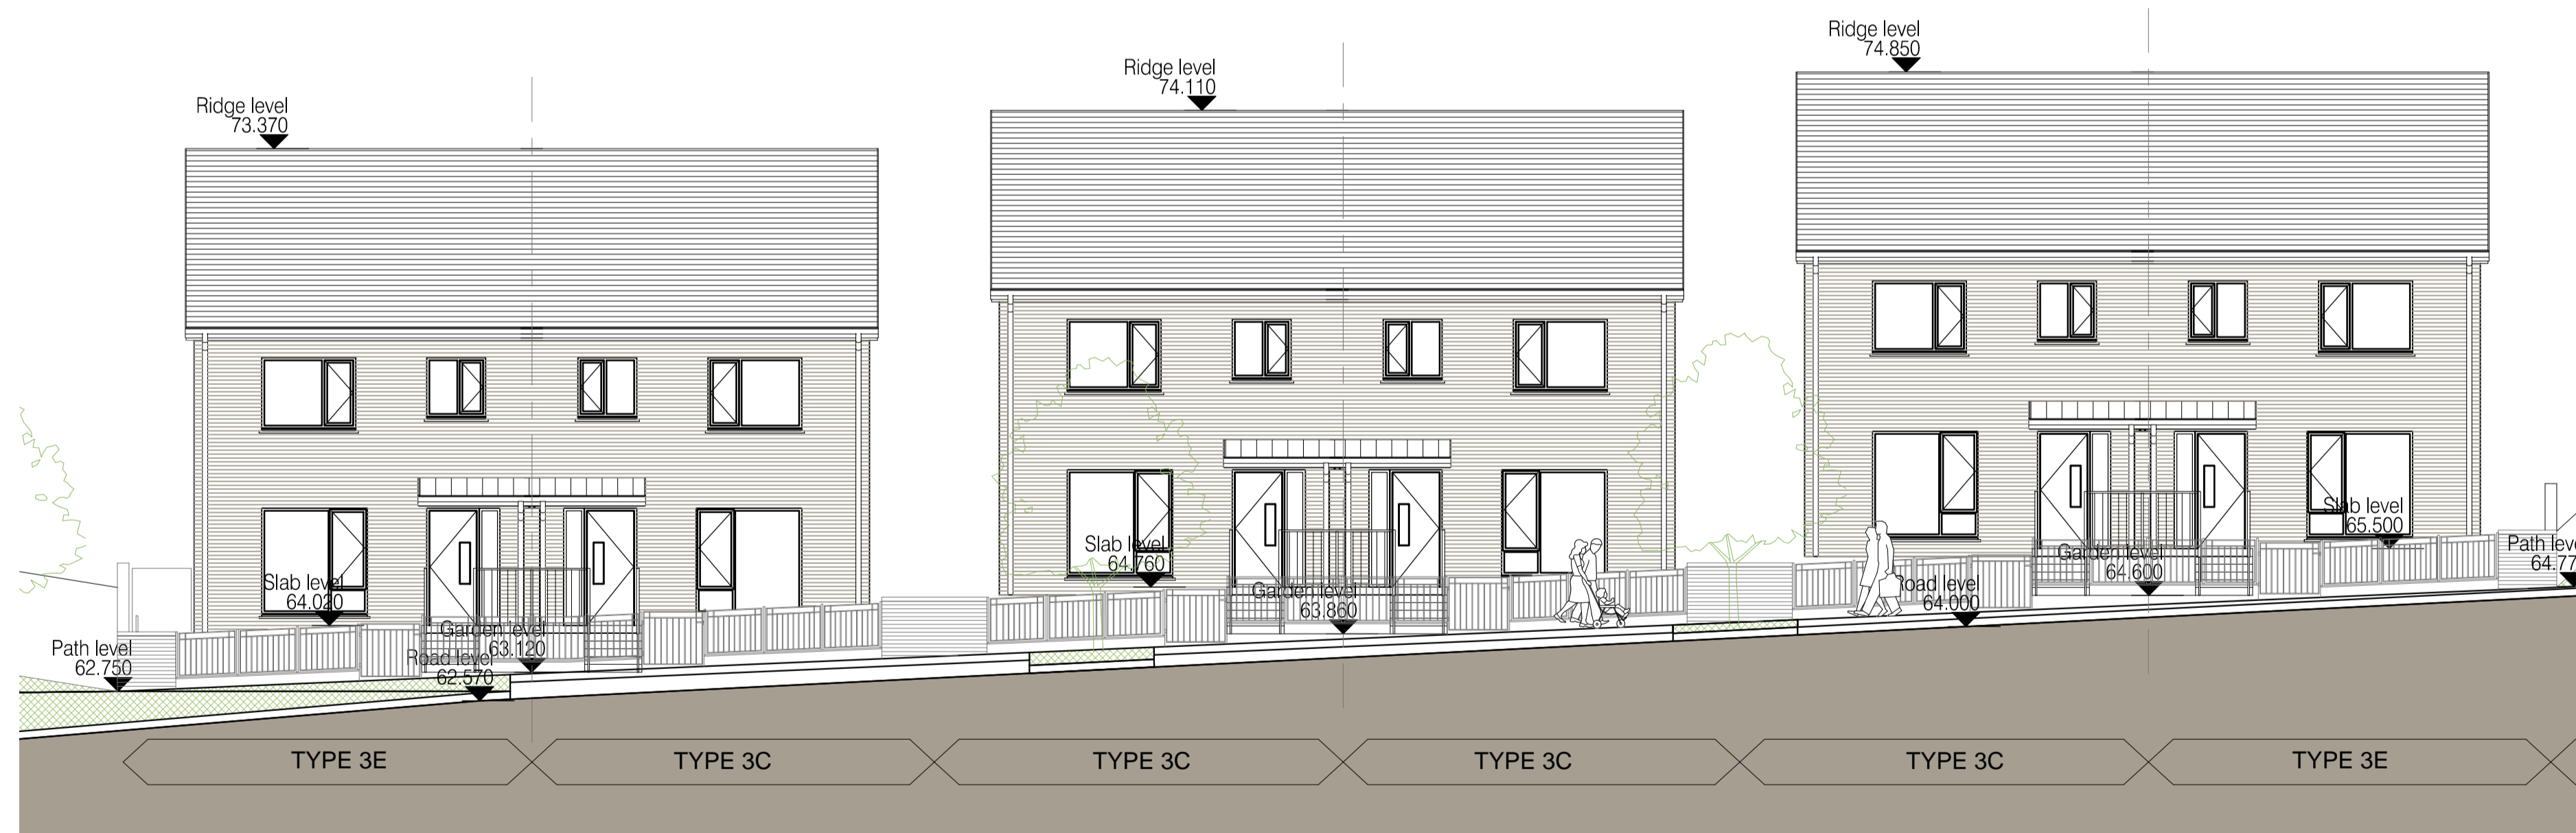 Ridge level
73.370
Ridge level
74.110
Ridge level
74.850
Slab level
64.020
Slab level
64.760
Slab level
65.500
Garden level
63.120
Garden level
63.860
Garden level
64.600
Path level
62.750
Road level
62.570
Road level
64.000
Path leve
64.77
TYPE 3E
TYPE 3C
TYPE 3C
TYPE 3C
TYPE 3C
TYPE 3E